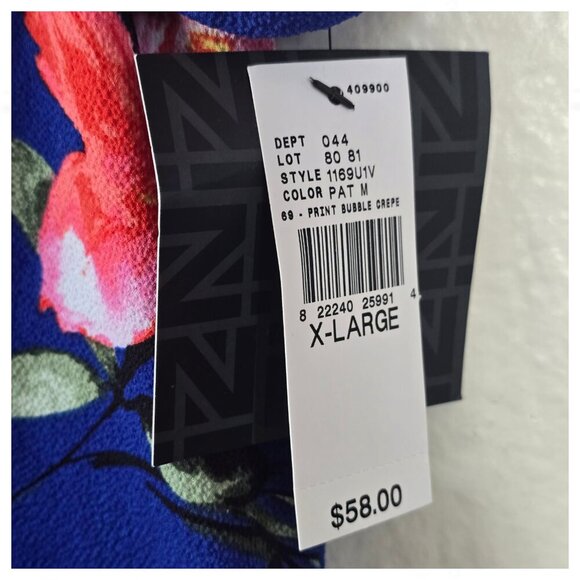 409900
DEPT 044
LOT 80 81
STYLE 1169U1V
COLOR PAT M
69 - PRINT BUBBLE CREPE
8 22240 25991 4
X-LARGE
$58.00